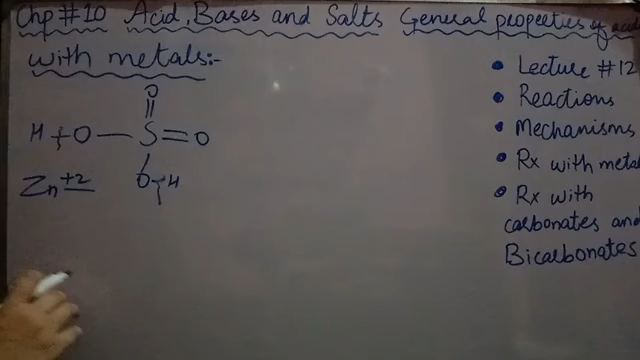 Chp#10 Acid, Bases and Salts General properties of acid
with metals:-
• Lecture #12
• Reactions
• Mechanisms
• Rx with metal
• Rx with
carbonates and
Bicarbonates
O
H O — S = O
O H
Zn +2